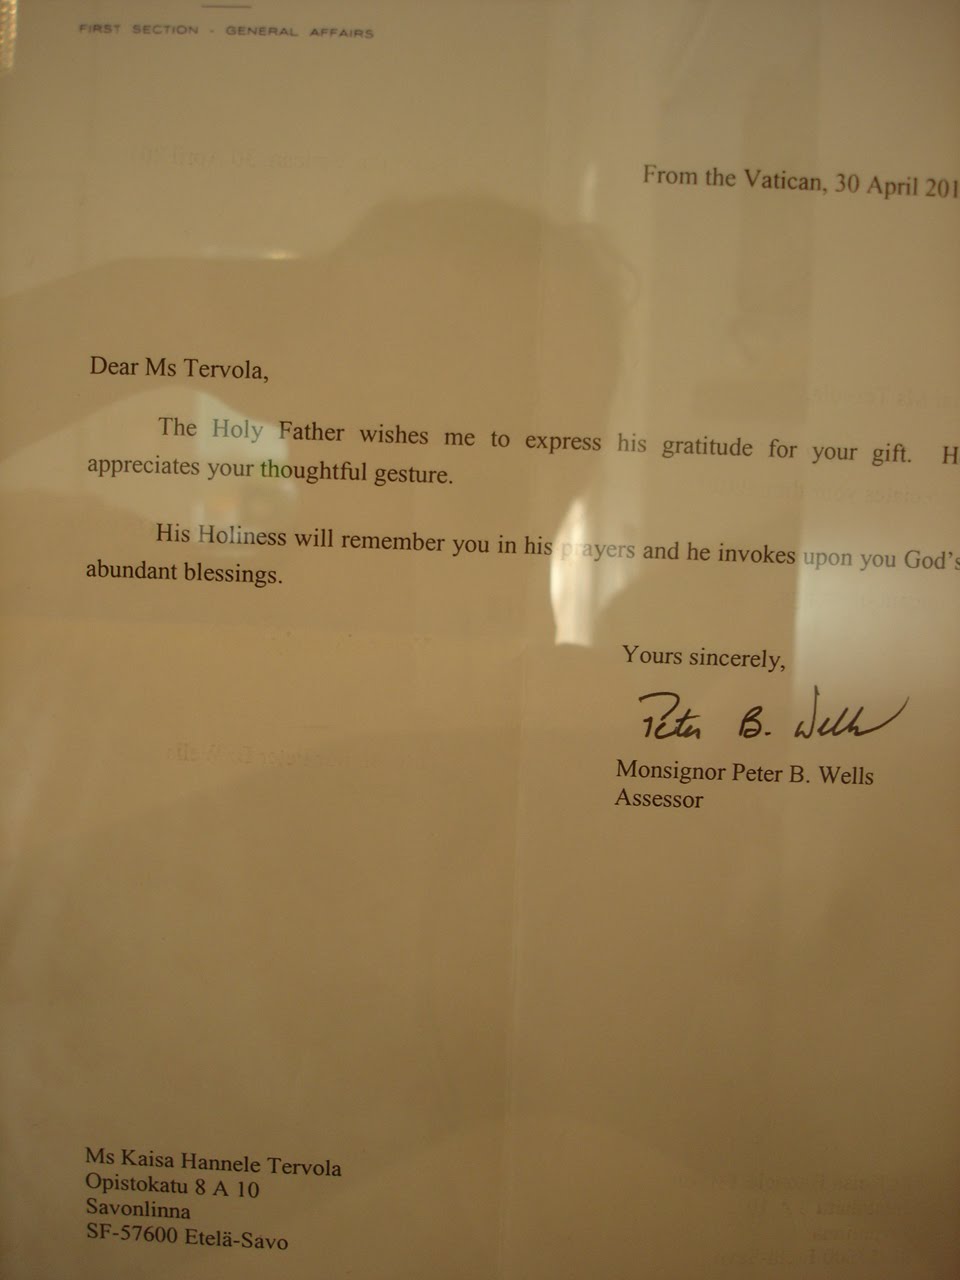 FIRST SECTION - GENERAL AFFAIRS
From the Vatican, 30 April 201
Dear Ms Tervola,
The Holy Father wishes me to express his gratitude for your gift. H
appreciates your thoughtful gesture.
His Holiness will remember you in his prayers and he invokes upon you God's
abundant blessings.
Yours sincerely,
Peter B. Wells
Monsignor Peter B. Wells
Assessor
Ms Kaisa Hannele Tervola
Opistokatu 8 A 10
Savonlinna
SF-57600 Etelä-Savo